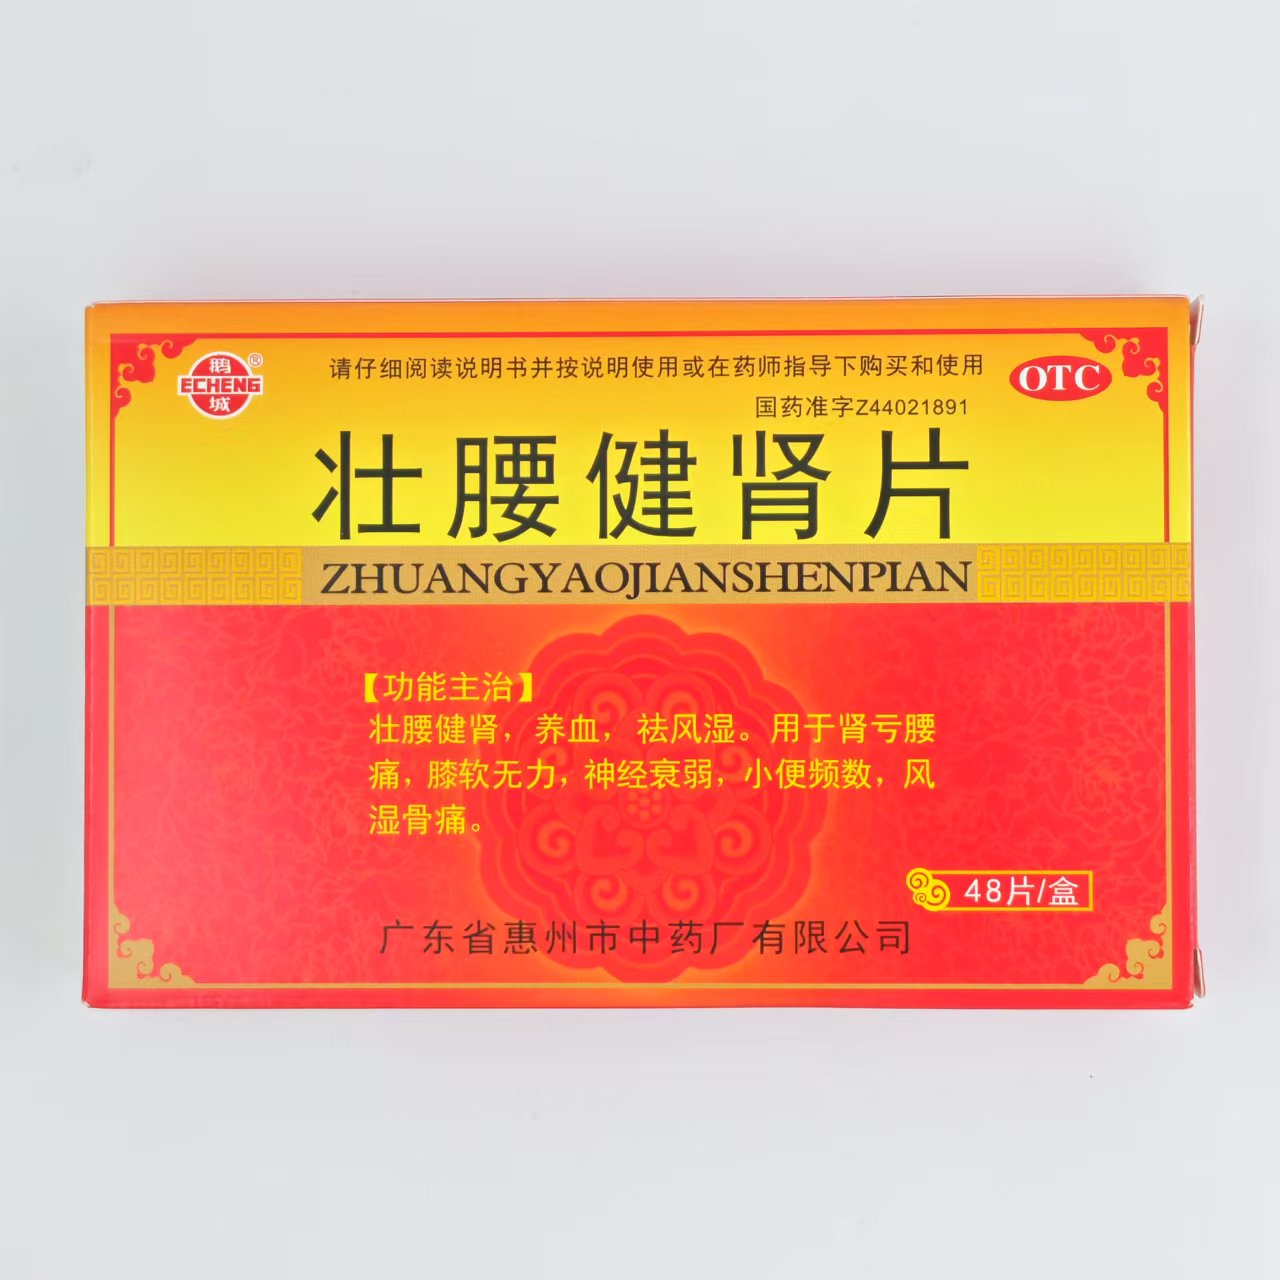 鹅
ECHENG
城
®
请仔细阅读说明书并按说明使用或在药师指导下购买和使用
OTC
国药准字Z44021891
壮腰健肾片
ZHUANGYAOJIANSHENPIAN
【功能主治】
壮腰健肾，养血，祛风湿。用于肾亏腰
痛，膝软无力，神经衰弱，小便频数，风
湿骨痛。
48片/盒
广东省惠州市中药厂有限公司